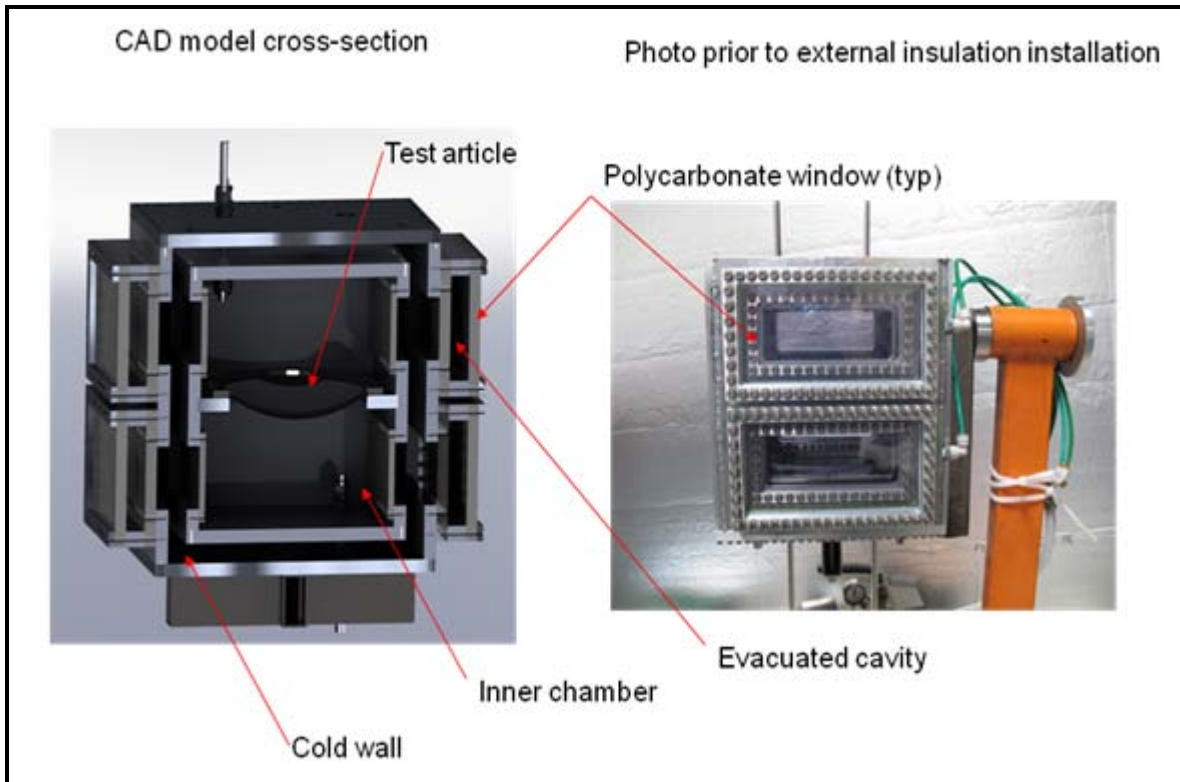 CAD model cross-section
Photo prior to external insulation installation
Test article
Polycarbonate window (typ)
Evacuated cavity
Inner chamber
Cold wall